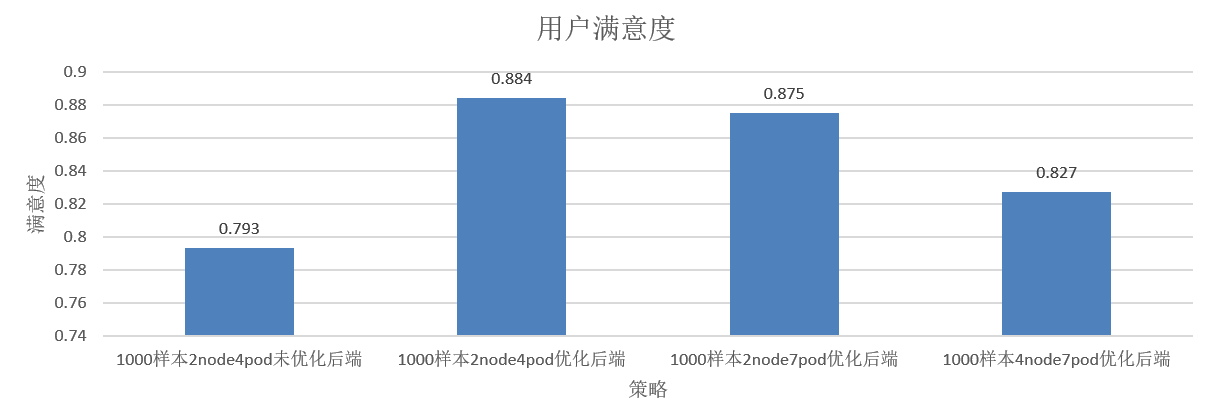 用户满意度
0.9
0.88
0.86
0.84
0.82
0.8
0.78
0.76
0.74
满意度
0.793
0.884
0.875
0.827
1000样本2node4pod未优化后端
1000样本2node4pod优化后端
1000样本2node7pod优化后端
1000样本4node7pod优化后端
策略